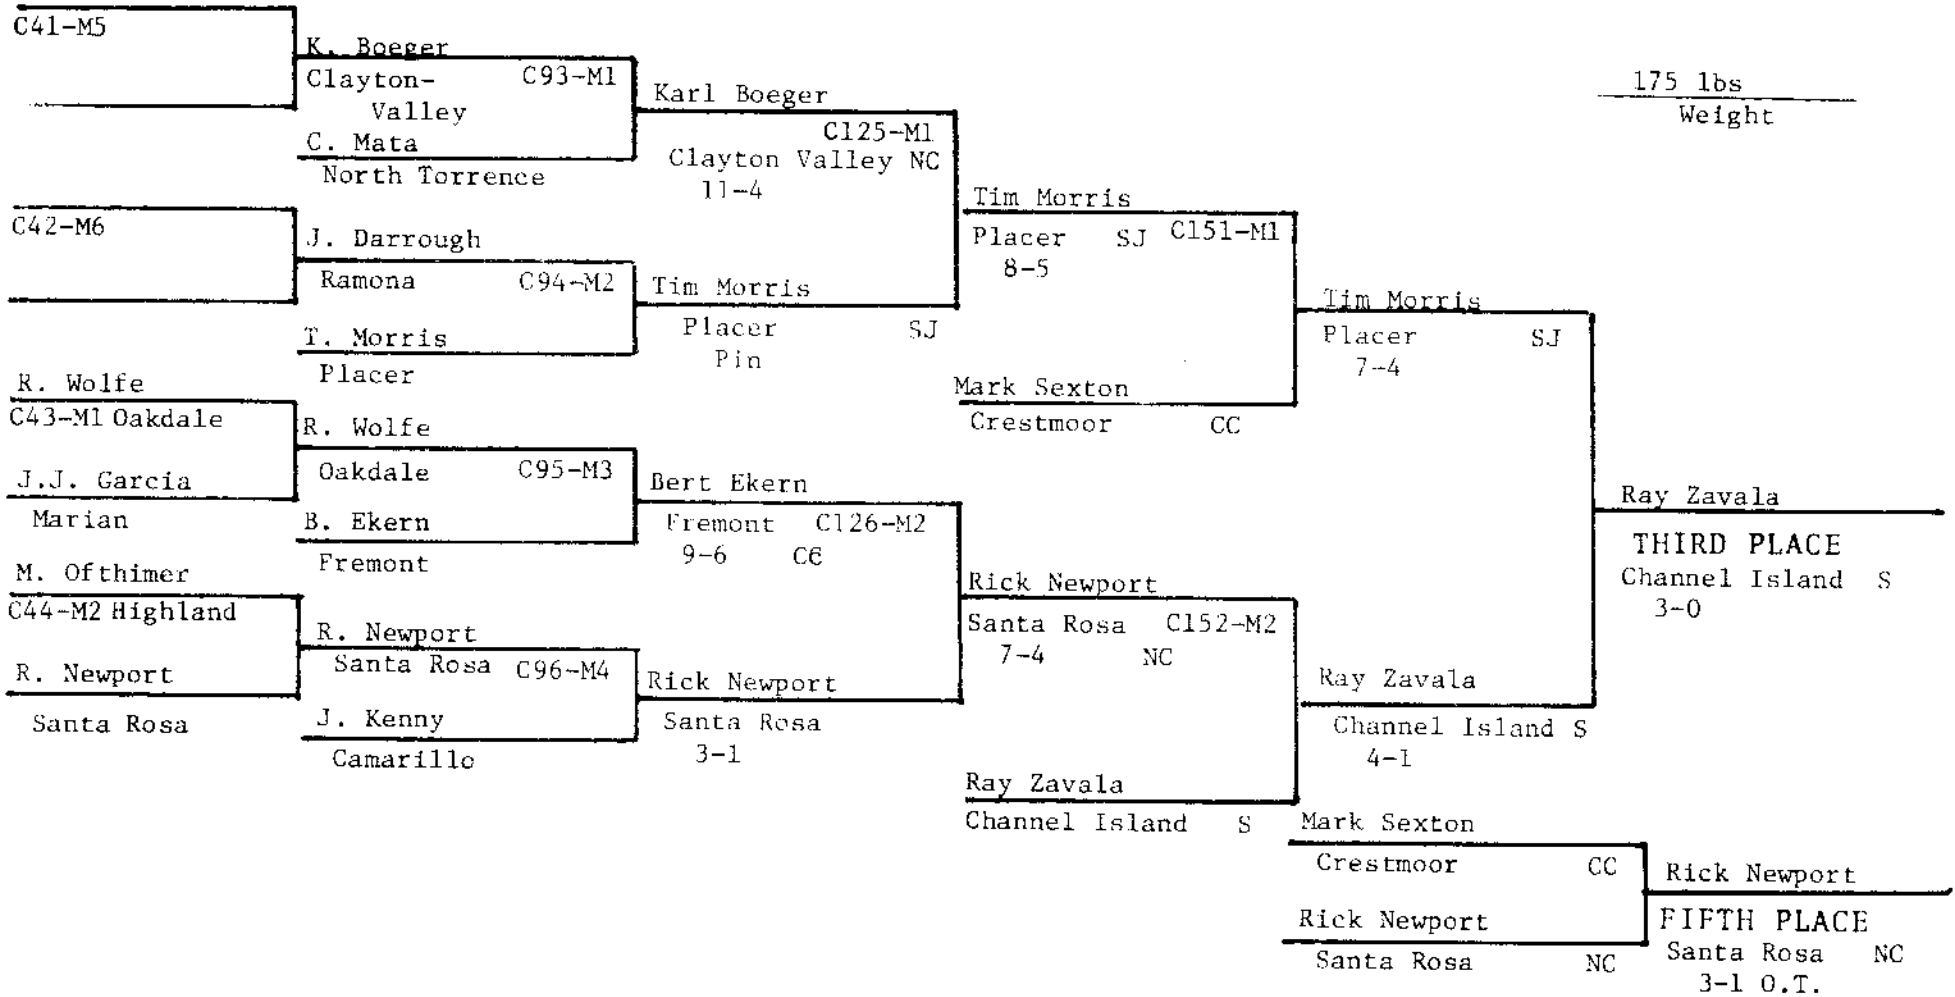 C41-M5
K. Boeger
Clayton-
Valley
C93-M1
C. Mata
North Torrence
Karl Boeger
C125-M1
Clayton Valley NC
11-4
175 lbs
Weight
C42-M6
J. Darrough
Ramona
C94-M2
T. Morris
Placer
Tim Morris
Placer SJ
Pin
Tim Morris
Placer SJ C151-M1
8-5
Mark Sexton
Crestmoor CC
Tim Morris
Placer SJ
7-4
R. Wolfe
C43-M1 Oakdale
J.J. Garcia
Marian
R. Wolfe
Oakdale C95-M3
B. Ekern
Fremont
Bert Ekern
Fremont C126-M2
9-6 CC
M. Ofthimer
C44-M2 Highland
R. Newport
Santa Rosa
R. Newport
Santa Rosa C96-M4
J. Kenny
Camarillo
Rick Newport
Santa Rosa
3-1
Rick Newport
Santa Rosa C152-M2
7-4 NC
Ray Zavala
Channel Island S
Ray Zavala
Channel Island S
4-1
Ray Zavala
THIRD PLACE
Channel Island S
3-0
Mark Sexton
Crestmoor CC
Rick Newport
Santa Rosa NC
Rick Newport
FIFTH PLACE
Santa Rosa NC
3-1 O.T.